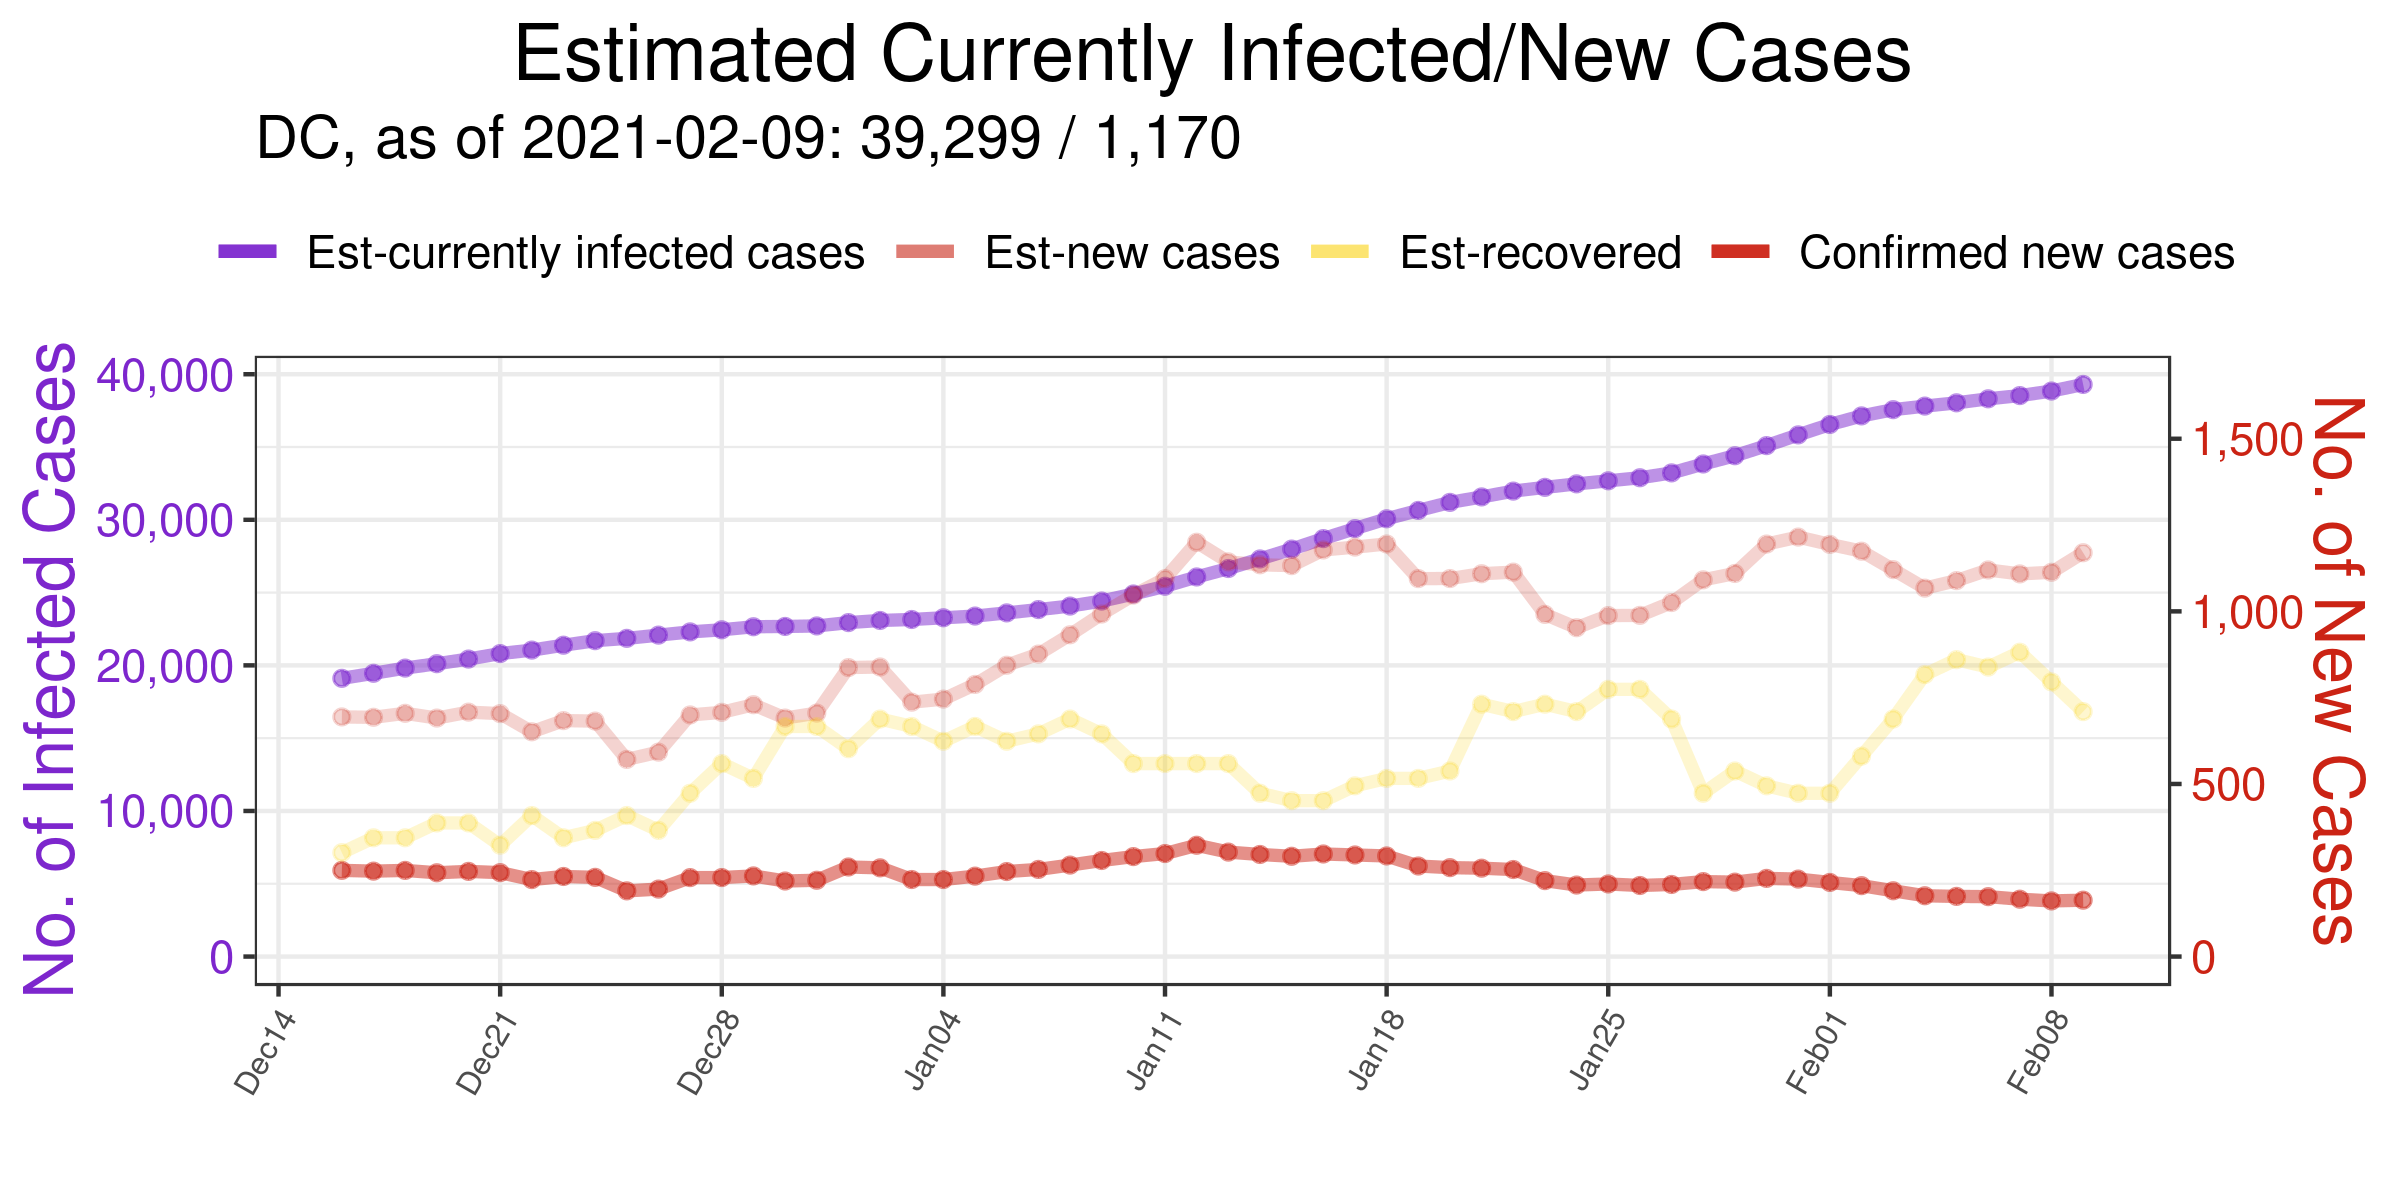 Estimated Currently Infected/New Cases
DC, as of 2021-02-09: 39,299 / 1,170
Est-currently infected cases Est-new cases Est-recovered Confirmed new cases
No. of Infected Cases
40,000
30,000
20,000
10,000
0
1,500
1,000
500
0
No. of New Cases
Dec14 Dec21 Dec28 Jan04 Jan11 Jan18 Jan25 Feb01 Feb08